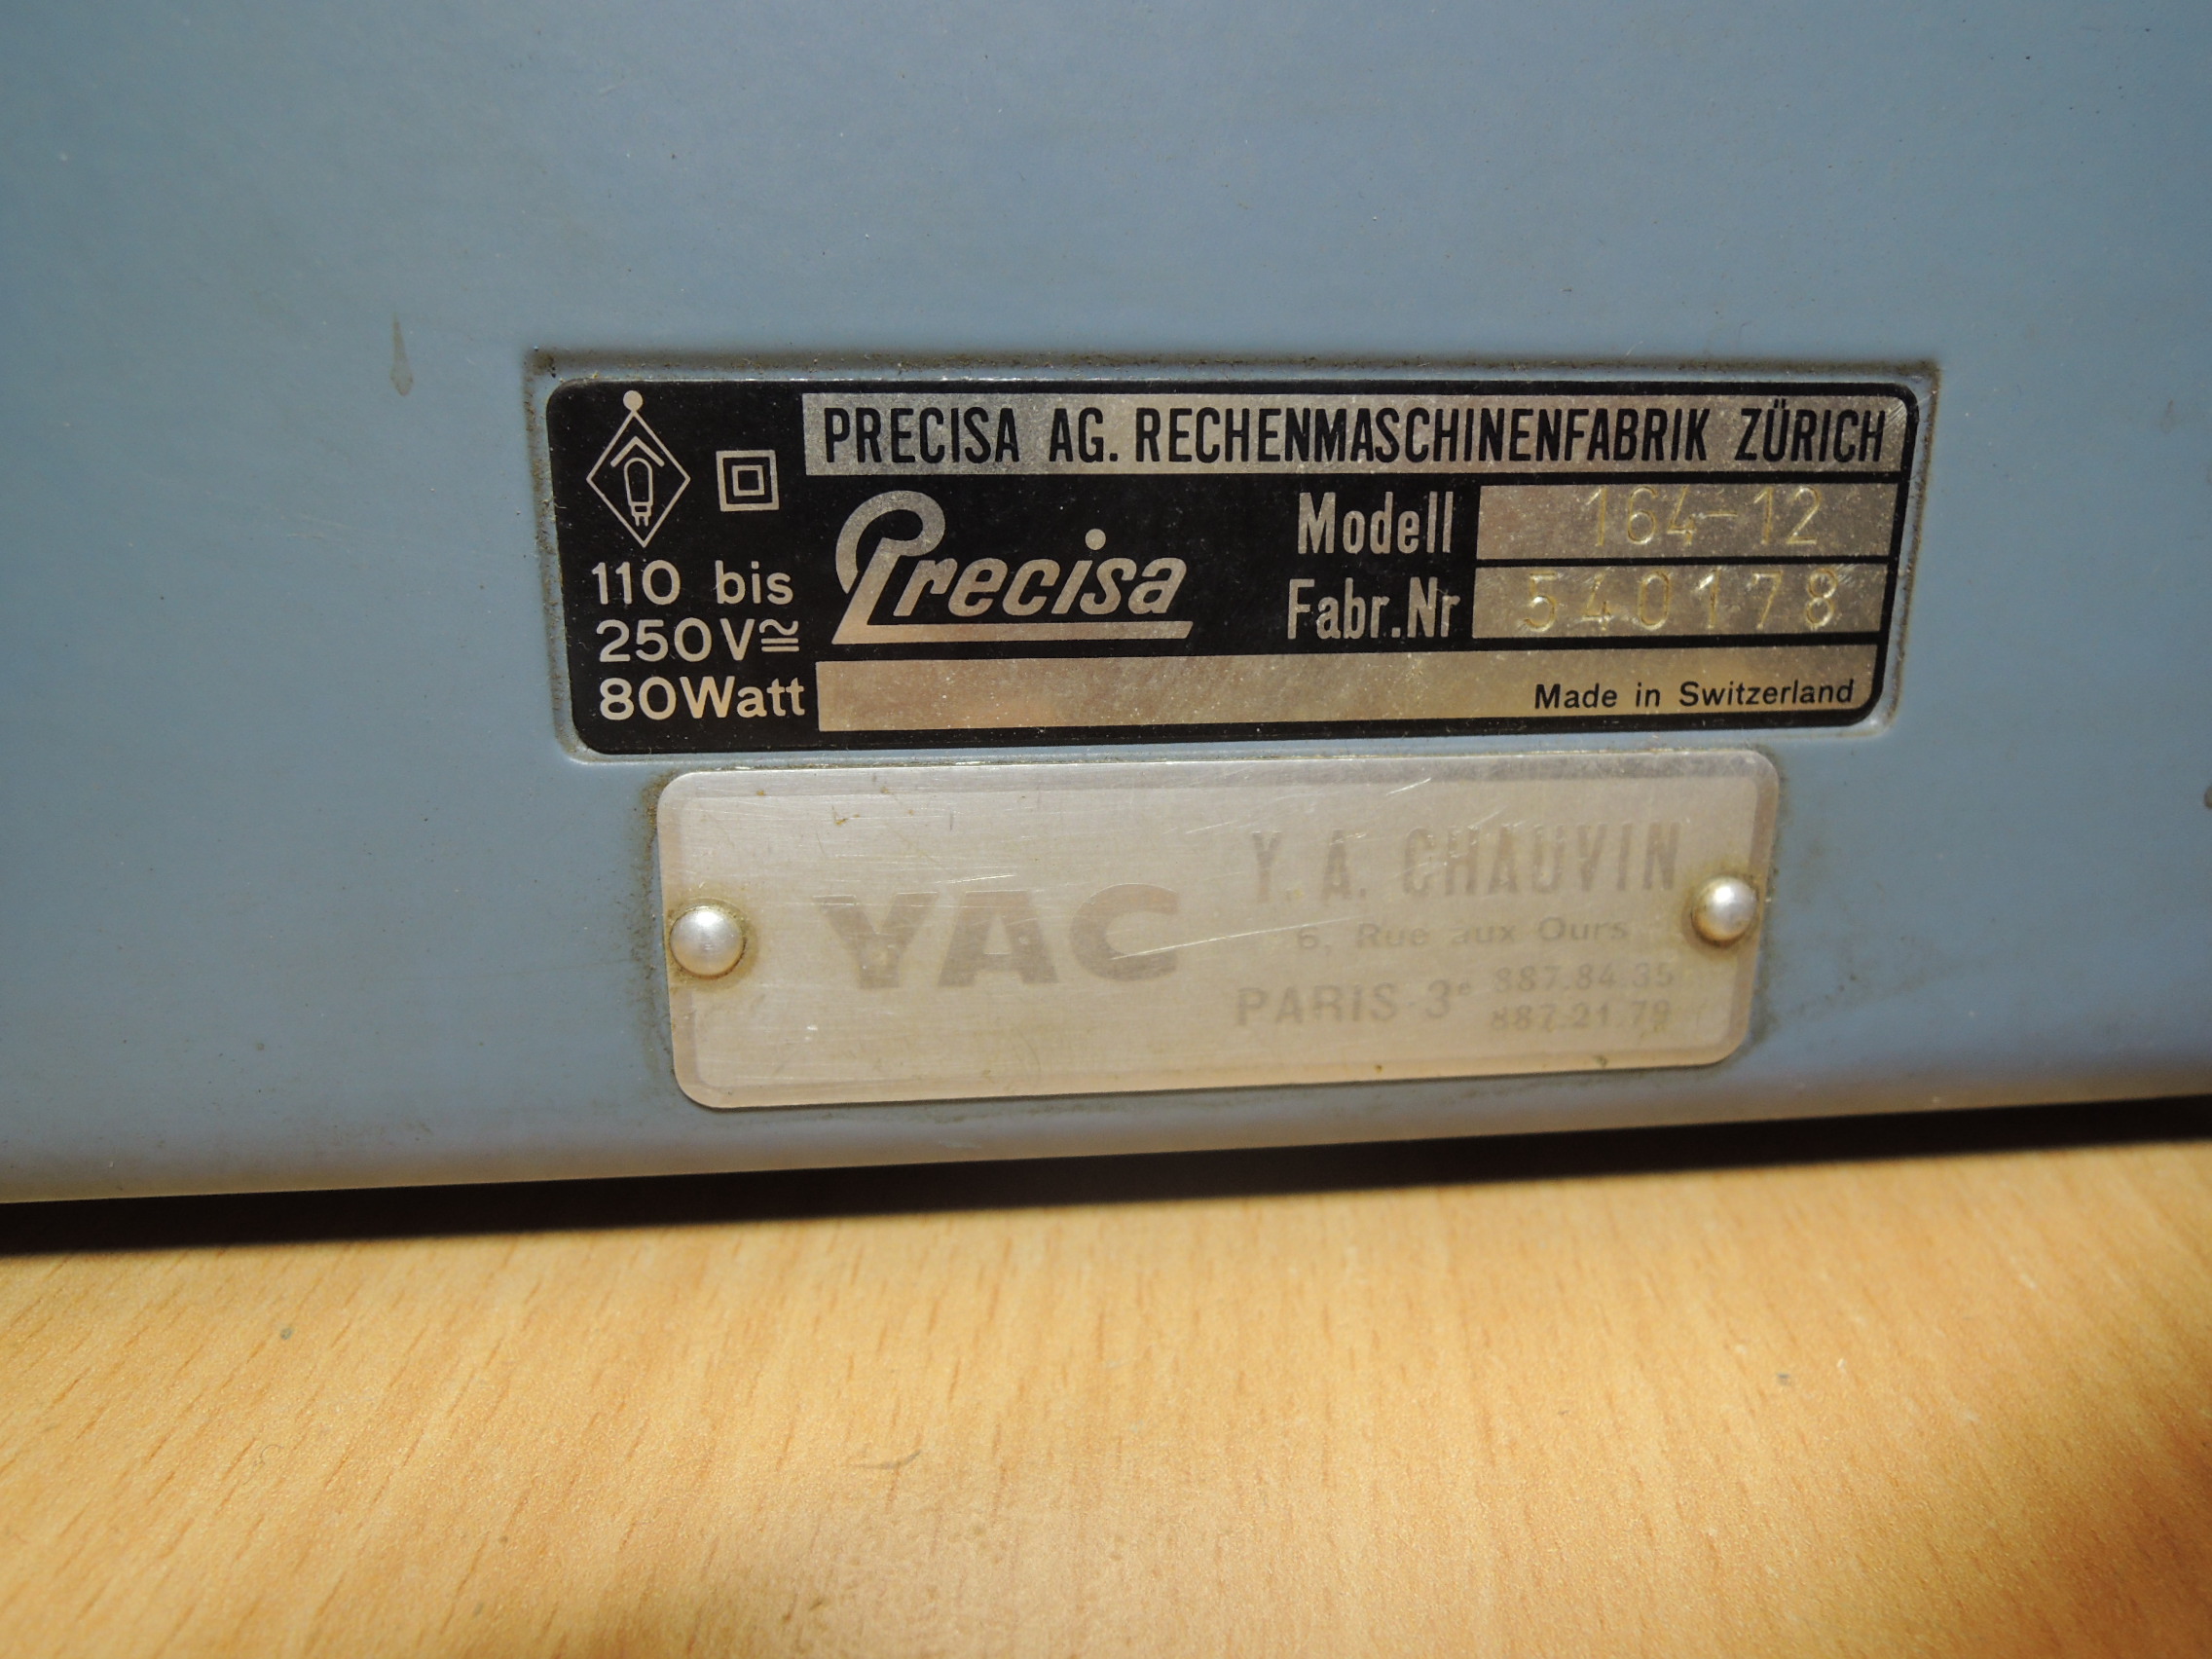 PRECISA AG. RECHENMASCHINENFABRIK ZÜRICH
Precisa
Modell 164-12
Fabr.Nr 540178
110 bis
250V≂
80Watt
Made in Switzerland
YAC
Y. A. CHAUVIN
6, Rue aux Ours
PARIS-3e 887.84.35
887.21.79